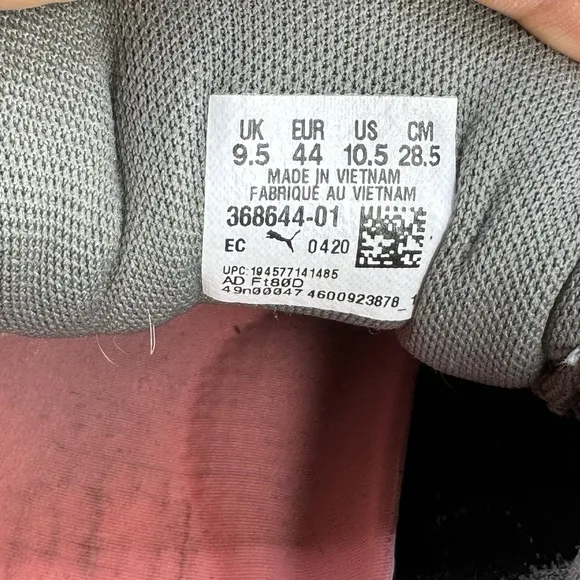 UK EUR US CM
9.5 44 10.5 28.5
MADE IN VIETNAM
FABRIQUÉ AU VIETNAM
368644-01
EC 0420
UPC:194577141485
AD Ft80D
49n00047 4600923878